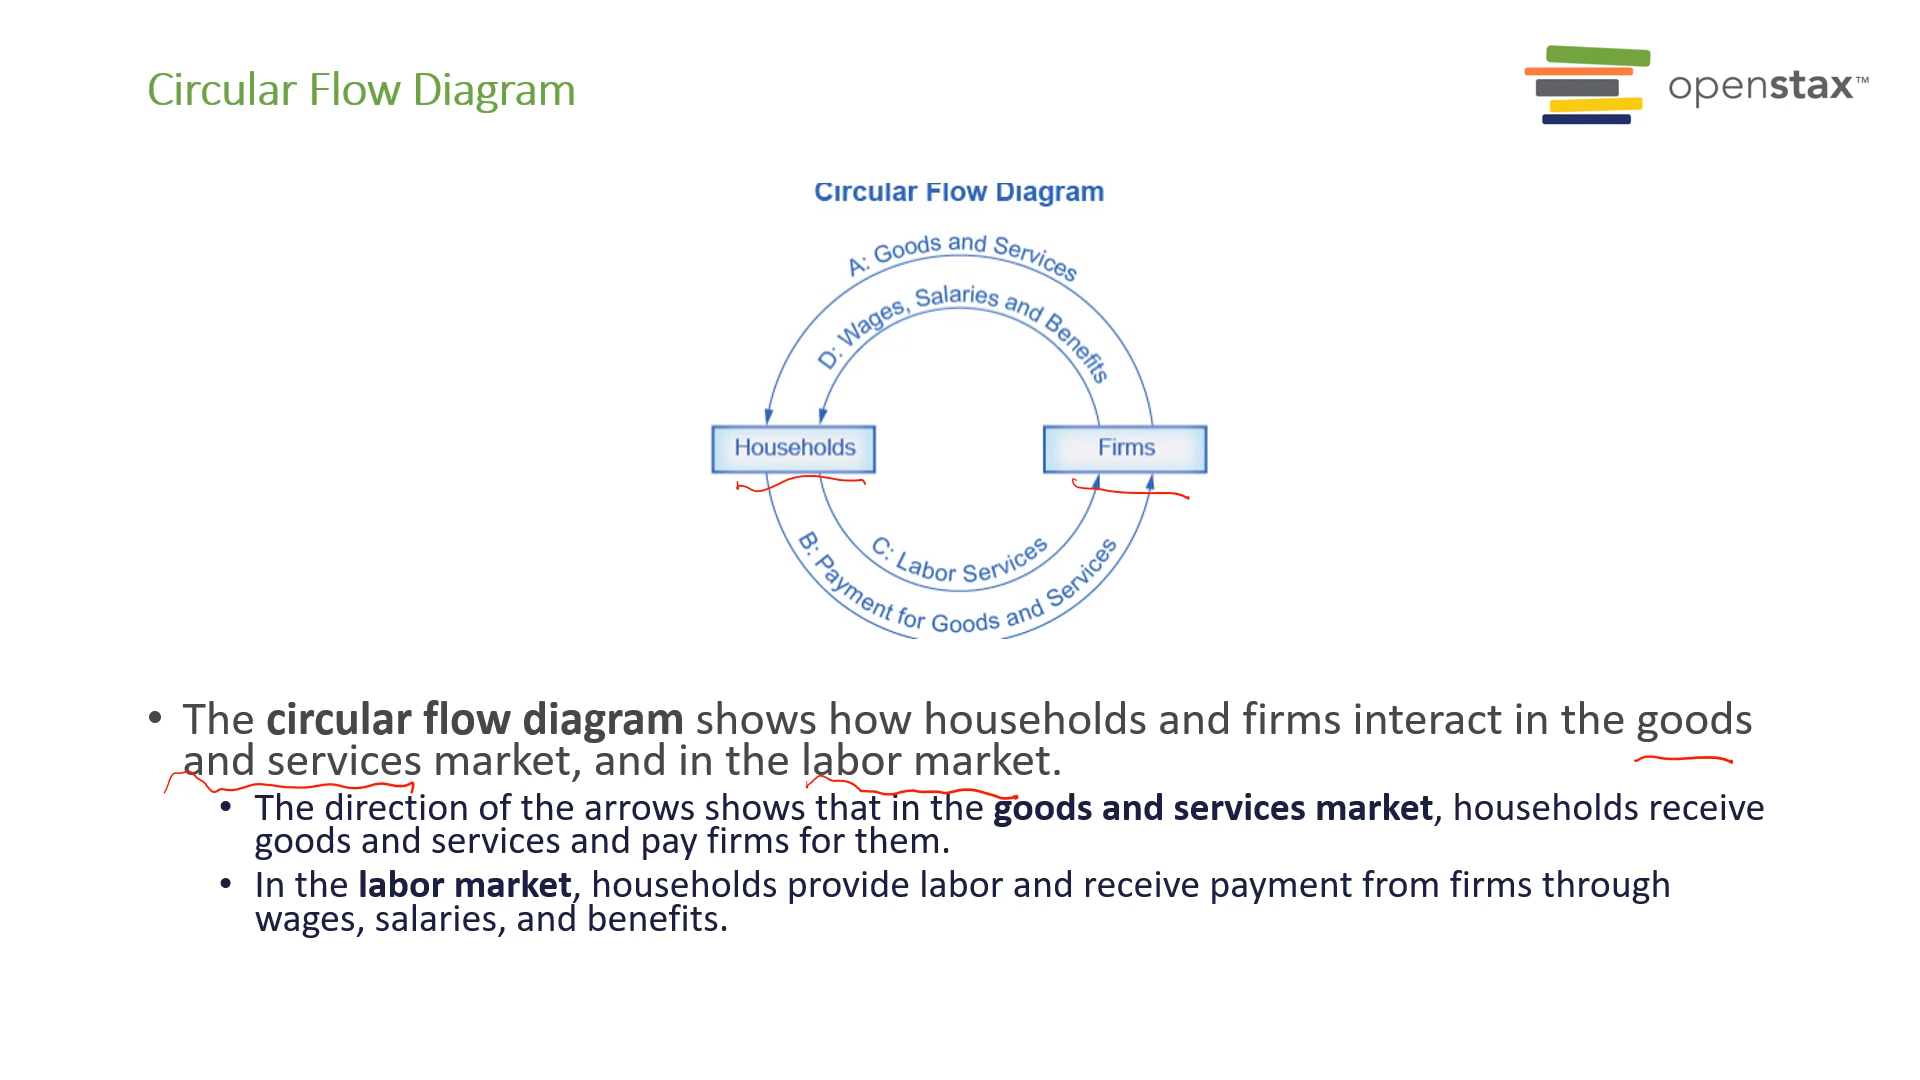 Circular Flow Diagram
openstax™
Circular Flow Diagram
A: Goods and Services
D: Wages, Salaries and Benefits
Households
Firms
C: Labor Services
B: Payment for Goods and Services
• The circular flow diagram shows how households and firms interact in the goods
and services market, and in the labor market.
• The direction of the arrows shows that in the goods and services market, households receive
goods and services and pay firms for them.
• In the labor market, households provide labor and receive payment from firms through
wages, salaries, and benefits.